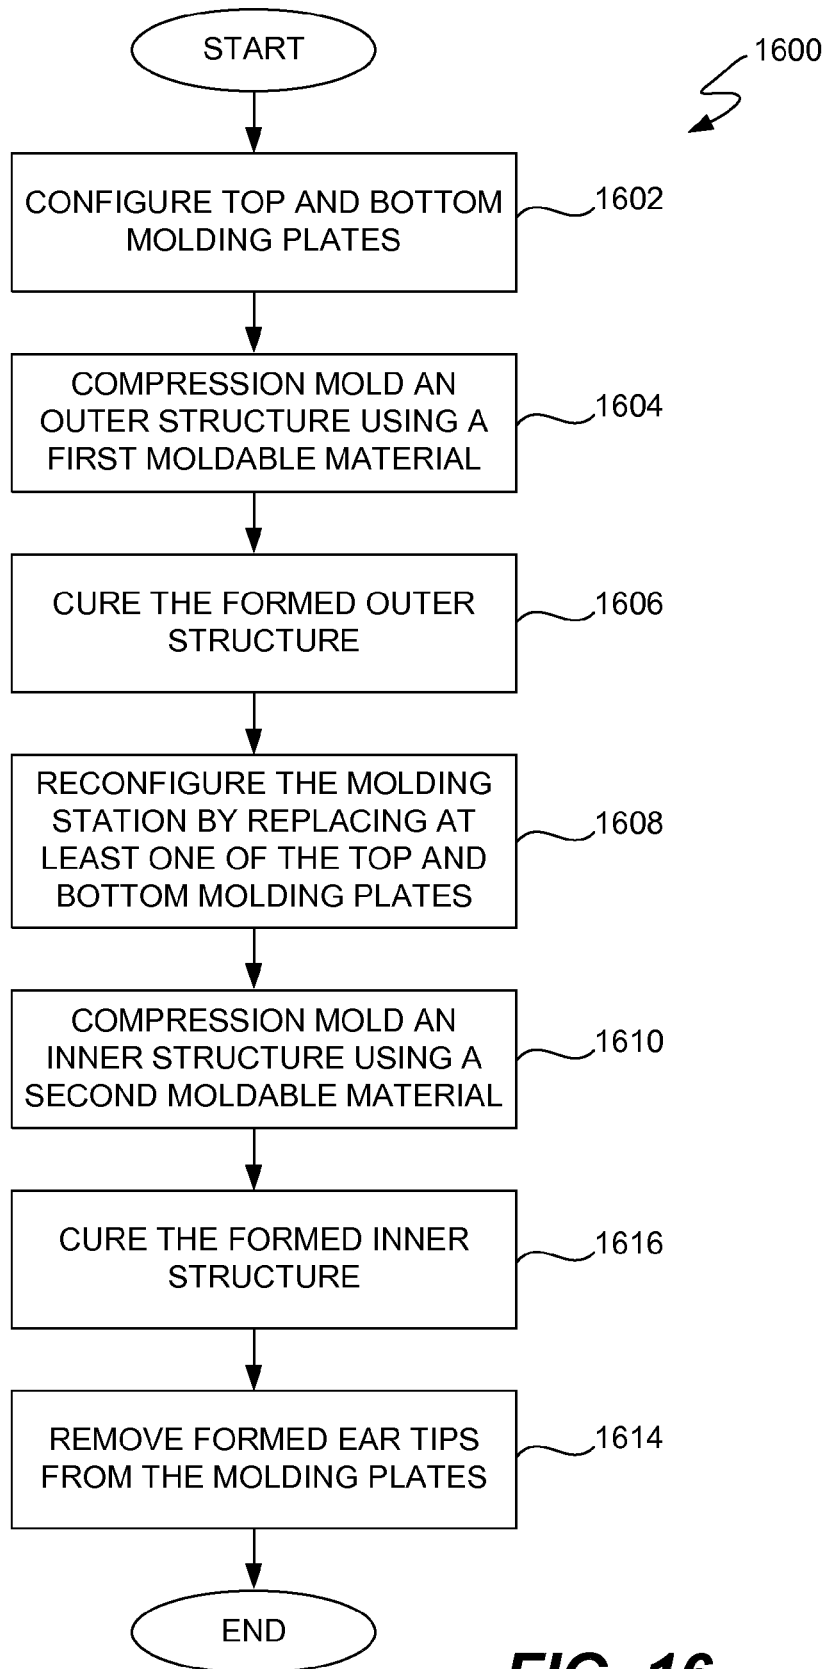 START
1600
CONFIGURE TOP AND BOTTOM
MOLDING PLATES
1602
COMPRESSION MOLD AN
OUTER STRUCTURE USING A
FIRST MOLDABLE MATERIAL
1604
CURE THE FORMED OUTER
STRUCTURE
1606
RECONFIGURE THE MOLDING
STATION BY REPLACING AT
LEAST ONE OF THE TOP AND
BOTTOM MOLDING PLATES
1608
COMPRESSION MOLD AN
INNER STRUCTURE USING A
SECOND MOLDABLE MATERIAL
1610
CURE THE FORMED INNER
STRUCTURE
1616
REMOVE FORMED EAR TIPS
FROM THE MOLDING PLATES
1614
END
FIG. 16